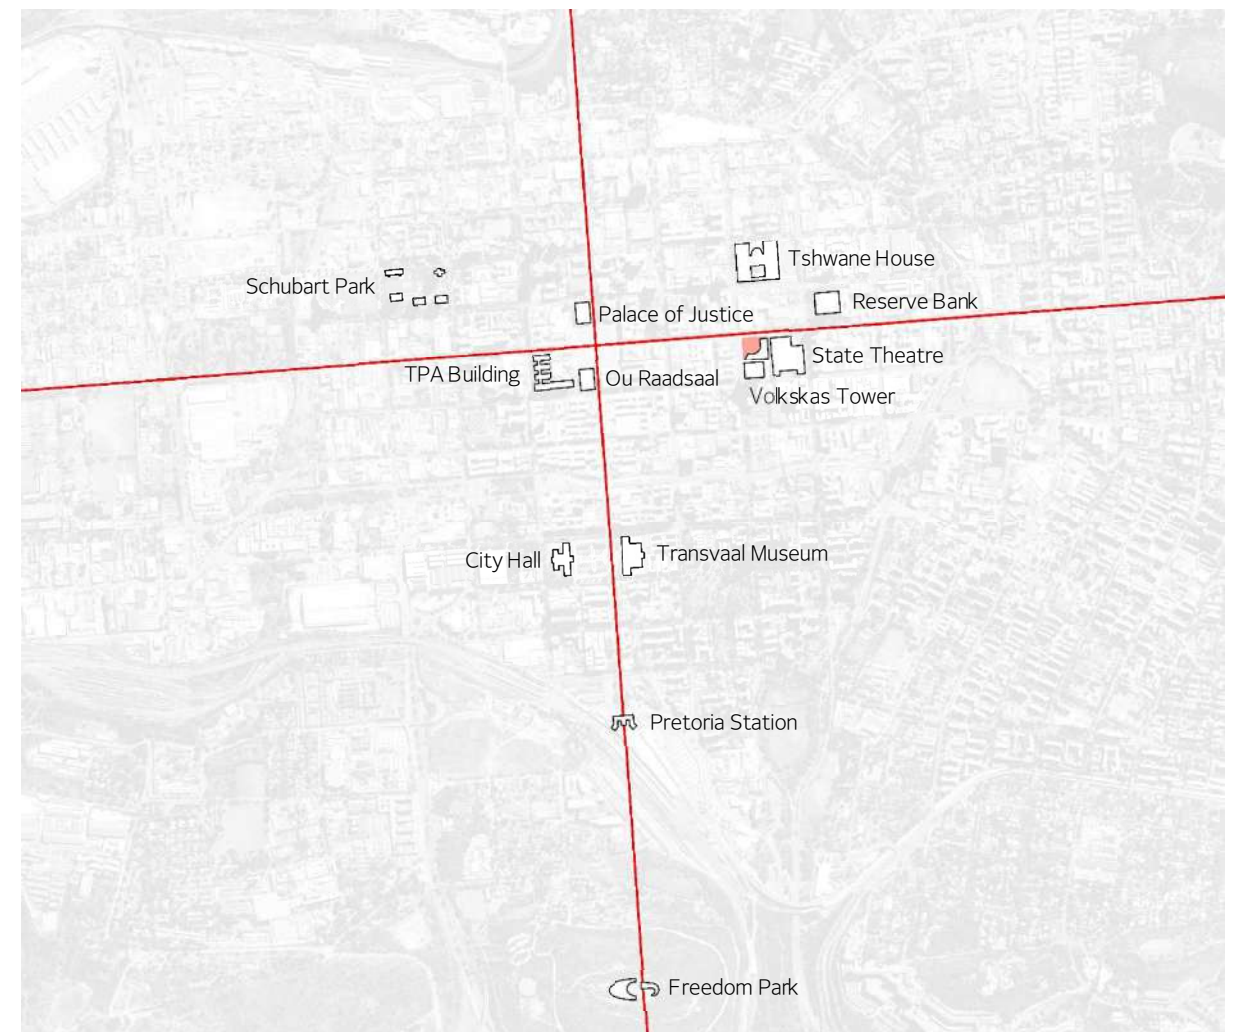 Tshwane House
Schubart Park
Reserve Bank
Palace of Justice
State Theatre
TPA Building
Ou Raadsaal
Volkskas Tower
City Hall
Transvaal Museum
Pretoria Station
Freedom Park